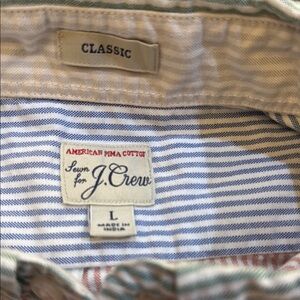 CLASSIC
AMERICAN PIMA COTTON
Sewn
for J.Crew
L
MADE IN
INDIA